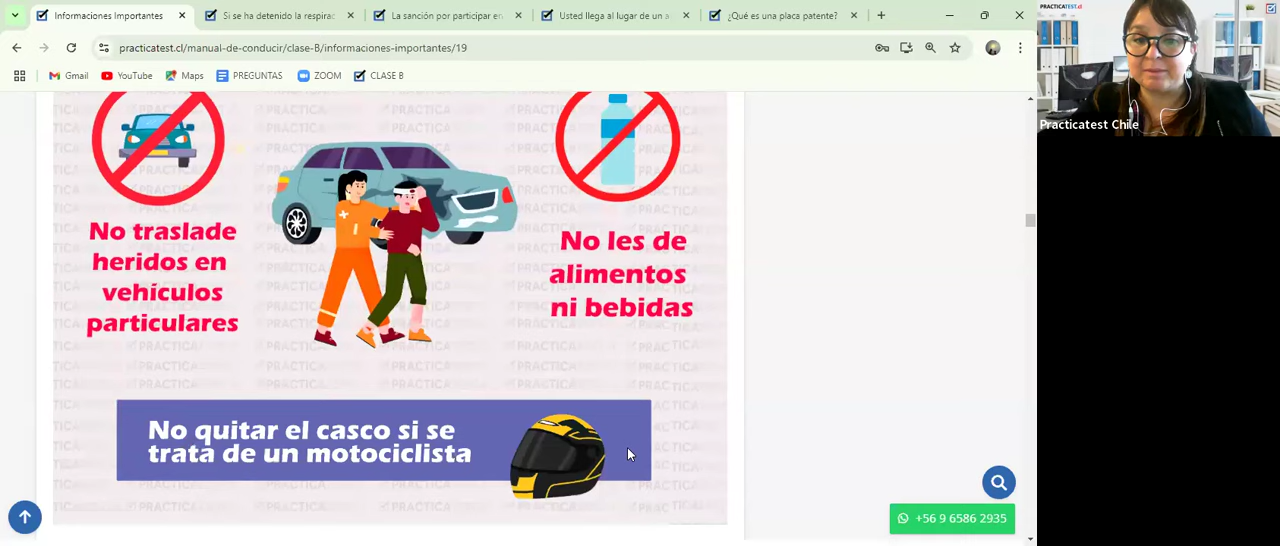 Informaciones Importantes
Si se ha detenido la respirac
La sanción por participar en
Usted llega al lugar de un a
¿Qué es una placa patente?
practicatest.cl/manual-de-conducir/clase-B/informaciones-importantes/19
Gmail
YouTube
Maps
PREGUNTAS
ZOOM
CLASE B
PRACTICATEST.cl
Practicatest Chile
No traslade
heridos en
vehículos
particulares
No les de
alimentos
ni bebidas
No quitar el casco si se
trata de un motociclista
+56 9 6586 2935